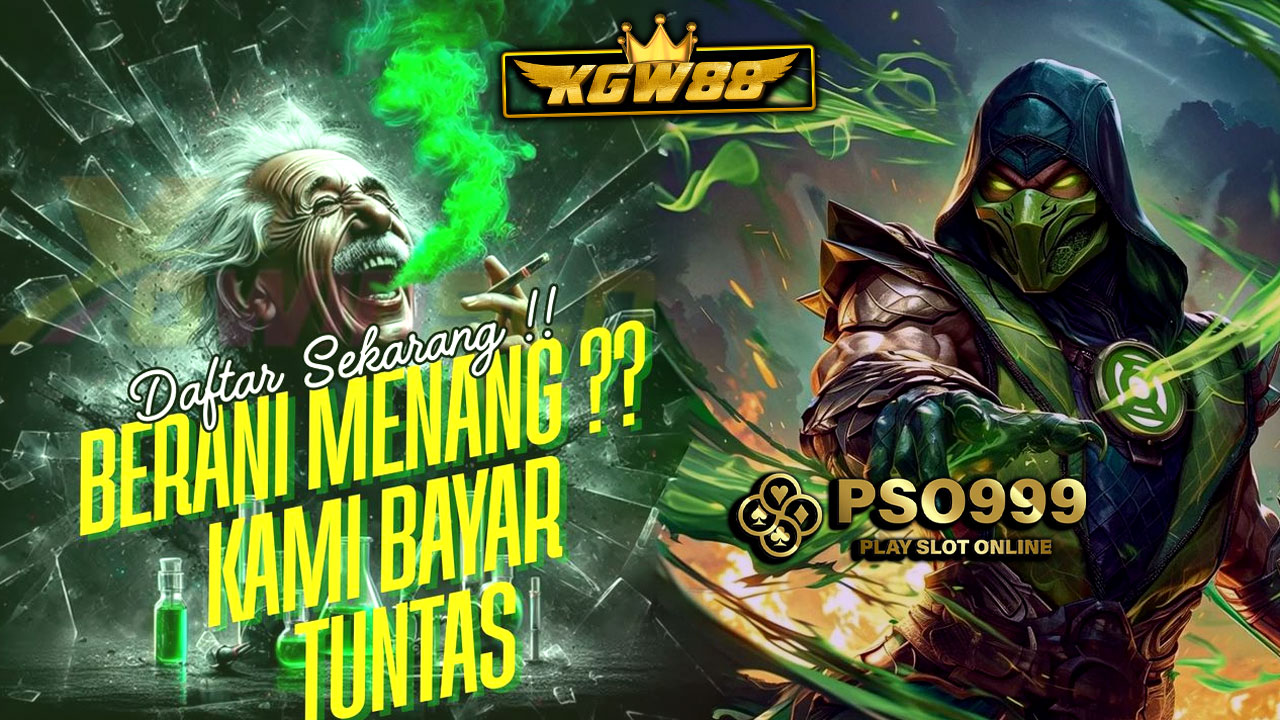 KGW88
Daftar Sekarang !!
BERANI MENANG ??
KAMI BAYAR
TUNTAS
PSO999
PLAY SLOT ONLINE